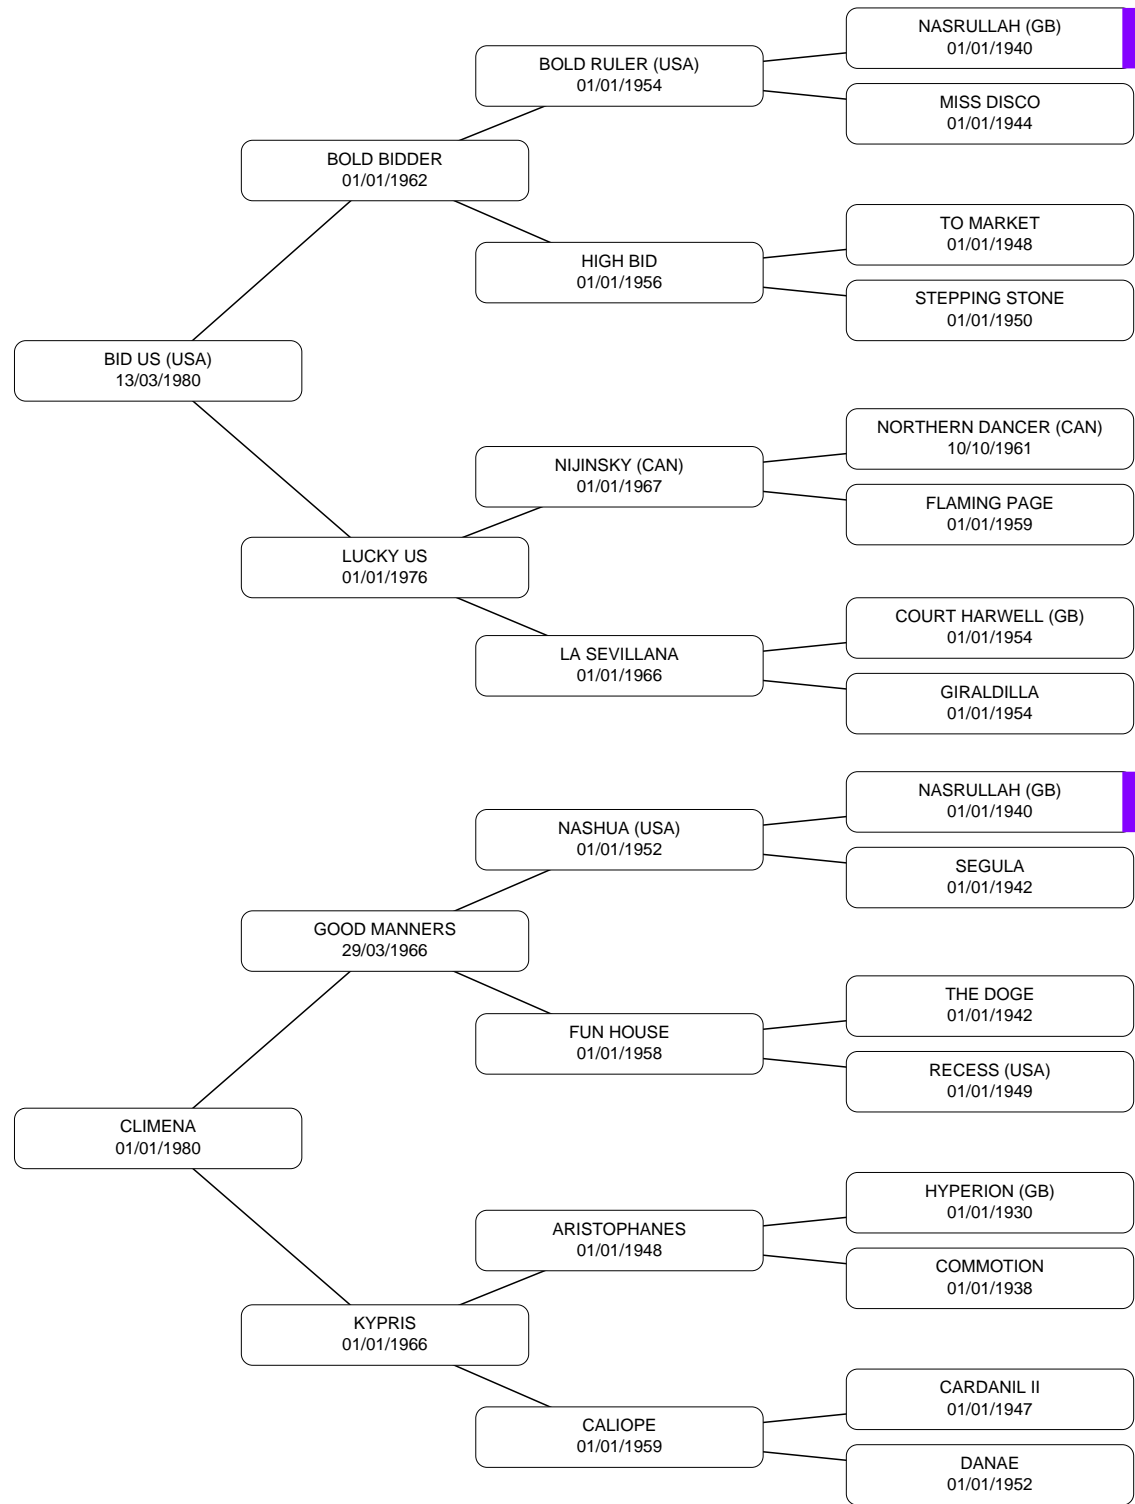 NASRULLAH (GB)
01/01/1940
BOLD RULER (USA)
01/01/1954
MISS DISCO
01/01/1944
BOLD BIDDER
01/01/1962
TO MARKET
01/01/1948
HIGH BID
01/01/1956
STEPPING STONE
01/01/1950
BID US (USA)
13/03/1980
NORTHERN DANCER (CAN)
10/10/1961
NIJINSKY (CAN)
01/01/1967
FLAMING PAGE
01/01/1959
LUCKY US
01/01/1976
COURT HARWELL (GB)
01/01/1954
LA SEVILLANA
01/01/1966
GIRALDILLA
01/01/1954
NASRULLAH (GB)
01/01/1940
NASHUA (USA)
01/01/1952
SEGULA
01/01/1942
GOOD MANNERS
29/03/1966
THE DOGE
01/01/1942
FUN HOUSE
01/01/1958
RECESS (USA)
01/01/1949
CLIMENA
01/01/1980
HYPERION (GB)
01/01/1930
ARISTOPHANES
01/01/1948
COMMOTION
01/01/1938
KYPRIS
01/01/1966
CARDANIL II
01/01/1947
CALIOPE
01/01/1959
DANAE
01/01/1952